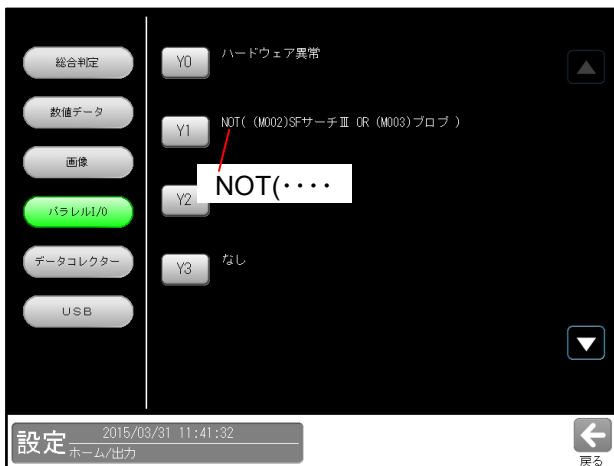 総合判定
数値データ
画像
パラレルI/O
データコレクター
USB
Y0 ハードウェア異常
Y1 NOT( (M002)SFサーチⅢ OR (M003)ブロブ )
NOT(････
Y2
Y3 なし
設定 2015/03/31 11:41:32
ホーム/出力
戻る